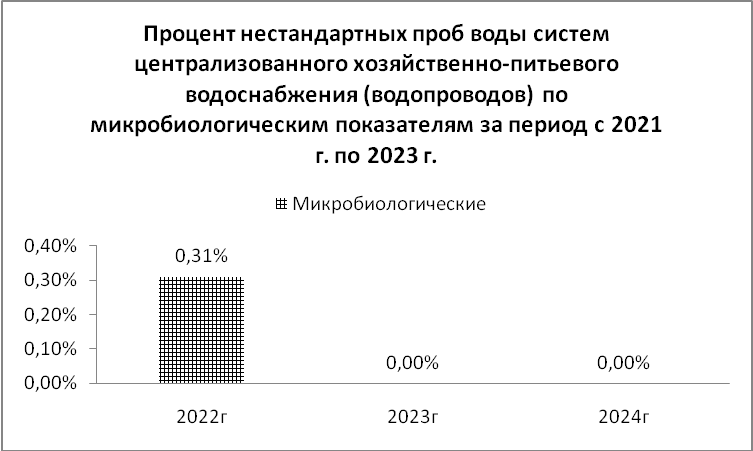 Процент нестандартных проб воды систем
централизованного хозяйственно-питьевого
водоснабжения (водопроводов) по
микробиологическим показателям за период с 2021
г. по 2023 г.
Микробиологические
0,40%
0,30%
0,20%
0,10%
0,00%
0,31%
0,00%
0,00%
2022г
2023г
2024г